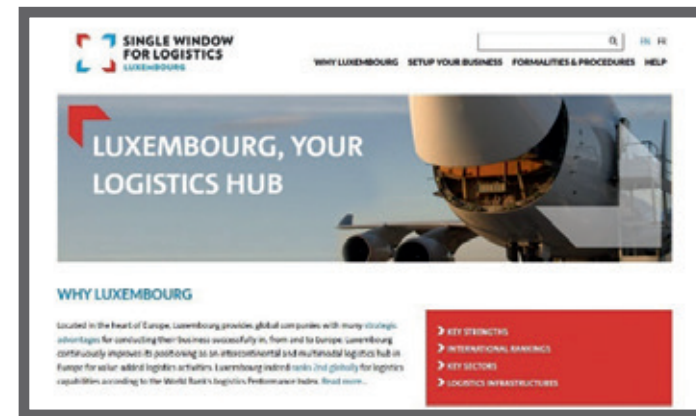 SINGLE WINDOW
FOR LOGISTICS
LUXEMBOURG
EN FR
WHY LUXEMBOURG SETUP YOUR BUSINESS FORMALITIES & PROCEDURES HELP
LUXEMBOURG, YOUR
LOGISTICS HUB
WHY LUXEMBOURG
Located in the heart of Europe, Luxembourg provides global companies with many strategic
advantages for conducting their business successfully in, from and to Europe. Luxembourg
continuously improves its positioning as an intercontinental and multimodal logistics hub in
Europe for value added logistics activities. Luxembourg indeed ranks 2nd globally for logistics
capabilities according to the World Bank's Logistics Performance Index. Read more...
KEY STRENGTHS
INTERNATIONAL RANKINGS
KEY SECTORS
LOGISTICS INFRASTRUCTURES